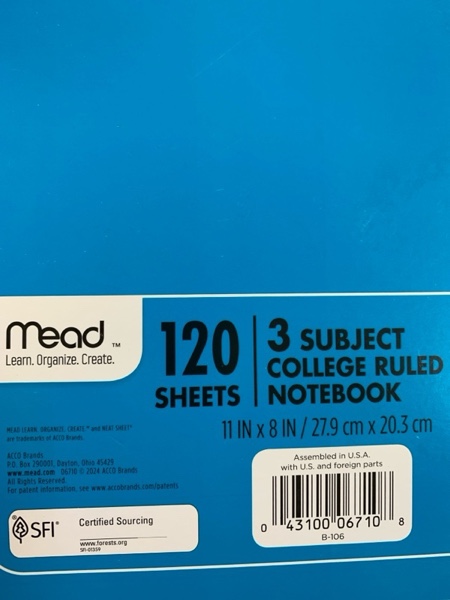 Mead™
Learn. Organize. Create.
120
SHEETS
3 SUBJECT
COLLEGE RULED
NOTEBOOK
11 IN x 8 IN / 27.9 cm x 20.3 cm
MEAD LEARN. ORGANIZE. CREATE.™ and NEAT SHEET®
are trademarks of ACCO Brands.
ACCO Brands
P.O. Box 290001, Dayton, Ohio 45429
www.mead.com 06710 © 2024 ACCO Brands
All Rights Reserved.
For patent information, see www.accobrands.com/patents.
SFI®
Certified Sourcing
www.forests.org
SFI-01359
Assembled in U.S.A.
with U.S. and foreign parts
0 43100 06710 8
B-106